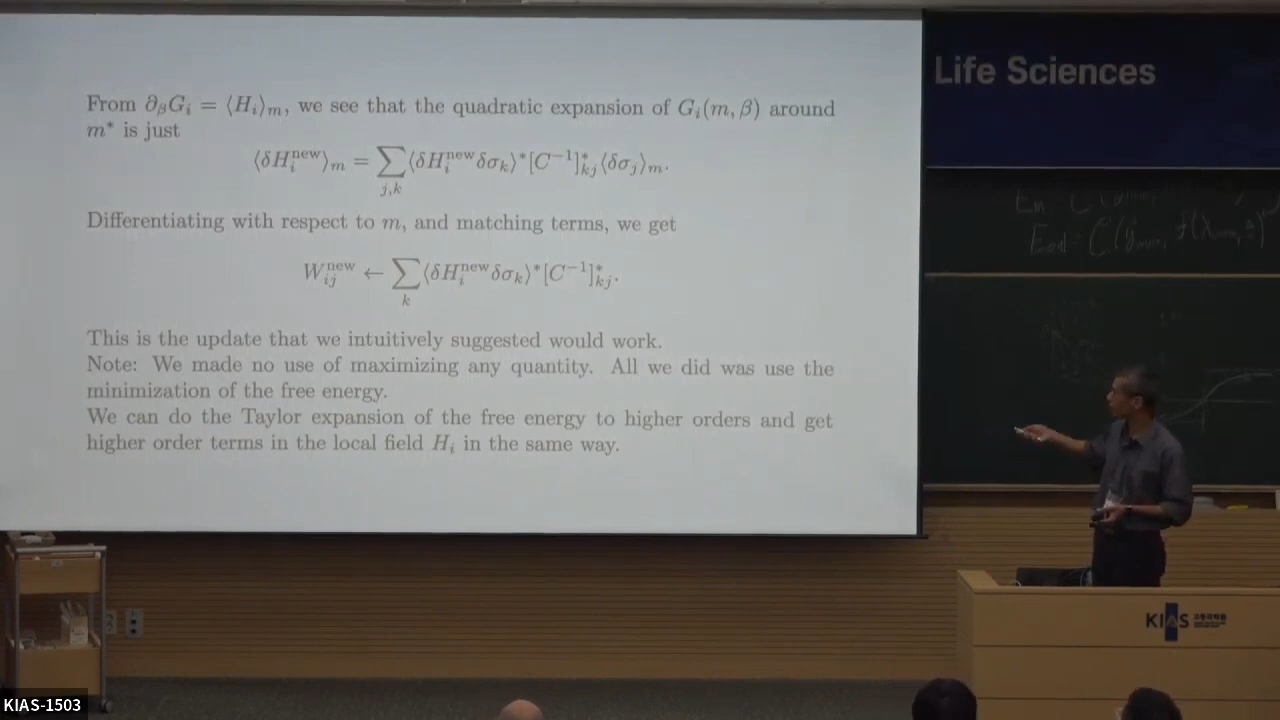 From ∂_βG_i = ⟨H_i⟩_m, we see that the quadratic expansion of G_i(m, β) around
m* is just
⟨δH_i^new⟩_m = ∑_{j,k} ⟨δH_i^new δσ_k⟩*[C^{-1}]*_{kj}⟨δσ_j⟩_m.
Differentiating with respect to m, and matching terms, we get
W_{ij}^new ← ∑_k ⟨δH_i^new δσ_k⟩*[C^{-1}]*_{kj}.
This is the update that we intuitively suggested would work.
Note: We made no use of maximizing any quantity. All we did was use the
minimization of the free energy.
We can do the Taylor expansion of the free energy to higher orders and get
higher order terms in the local field H_i in the same way.
Life Sciences
KIAS
KIAS-1503